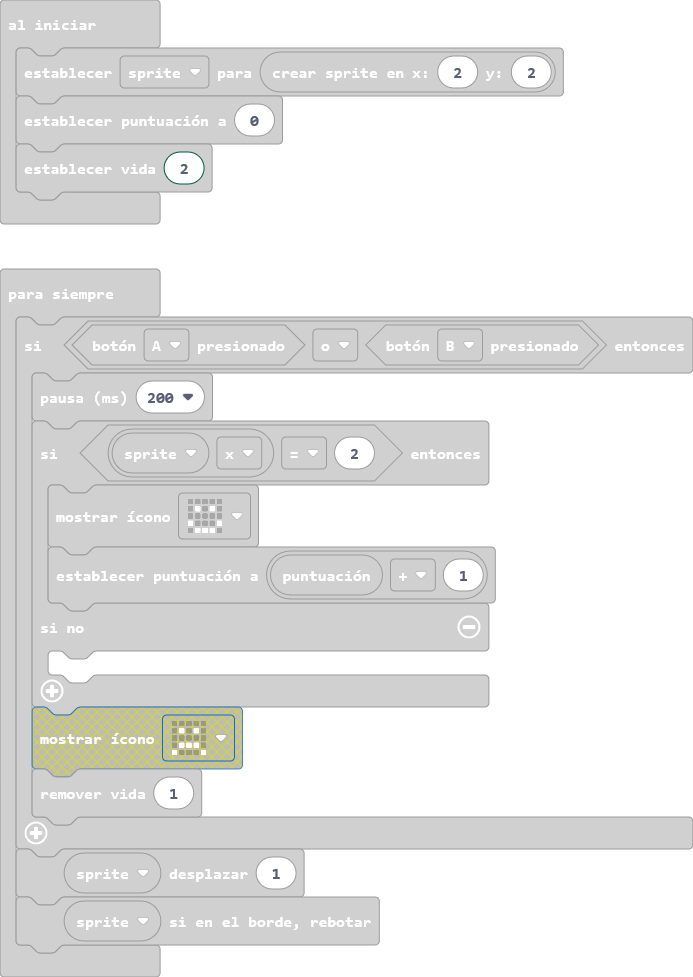 al iniciar
establecer sprite para crear sprite en x: 2 y: 2
establecer puntuación a 0
establecer vida 2
para siempre
si botón A presionado o botón B presionado entonces
pausa (ms) 200
si sprite x = 2 entonces
mostrar ícono
establecer puntuación a puntuación + 1
si no
mostrar ícono
remover vida 1
sprite desplazar 1
sprite si en el borde, rebotar